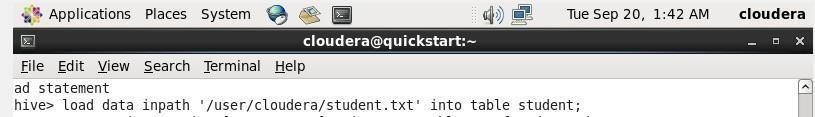 Applications Places System Tue Sep 20, 1:42 AM cloudera
cloudera@quickstart:~
File Edit View Search Terminal Help
ad statement
hive> load data inpath '/user/cloudera/student.txt' into table student;